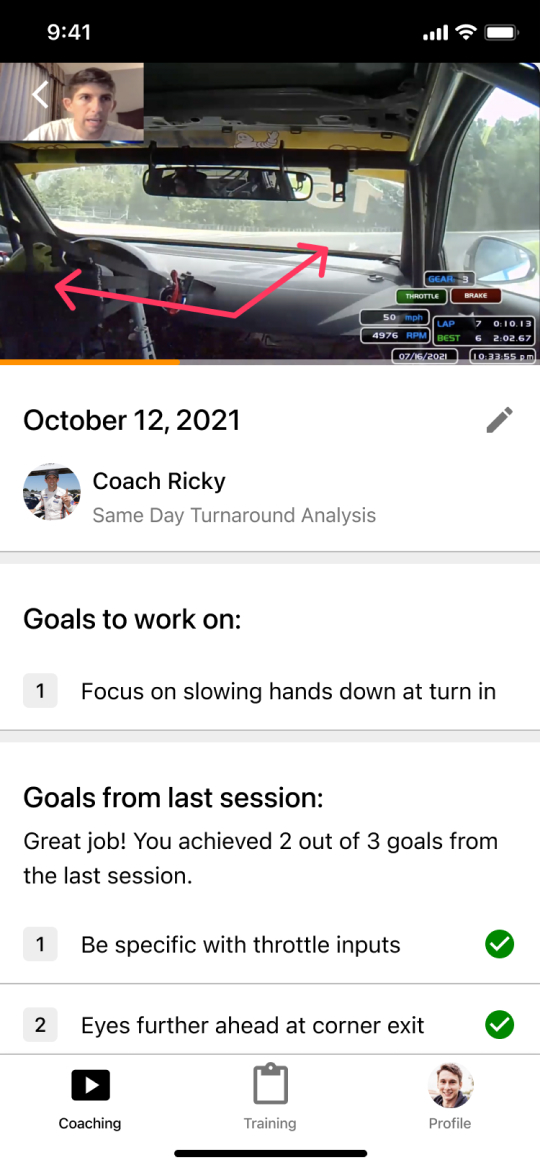 9:41
GEAR 3
THROTTLE BRAKE
50 mph
4976 RPM
LAP 7 0:10.13
BEST 6 2:02.67
07/16/2021 10:33:55 pm
October 12, 2021
Coach Ricky
Same Day Turnaround Analysis
Goals to work on:
1 Focus on slowing hands down at turn in
Goals from last session:
Great job! You achieved 2 out of 3 goals from
the last session.
1 Be specific with throttle inputs
2 Eyes further ahead at corner exit
Coaching Training Profile